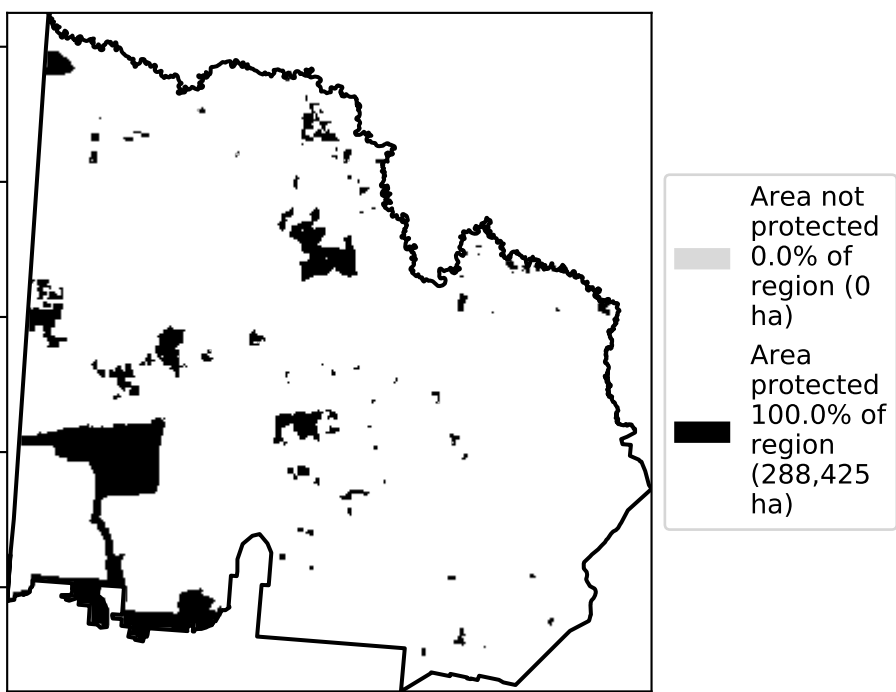 Area not
protected
0.0% of
region (0
ha)
Area
protected
100.0% of
region
(288,425
ha)